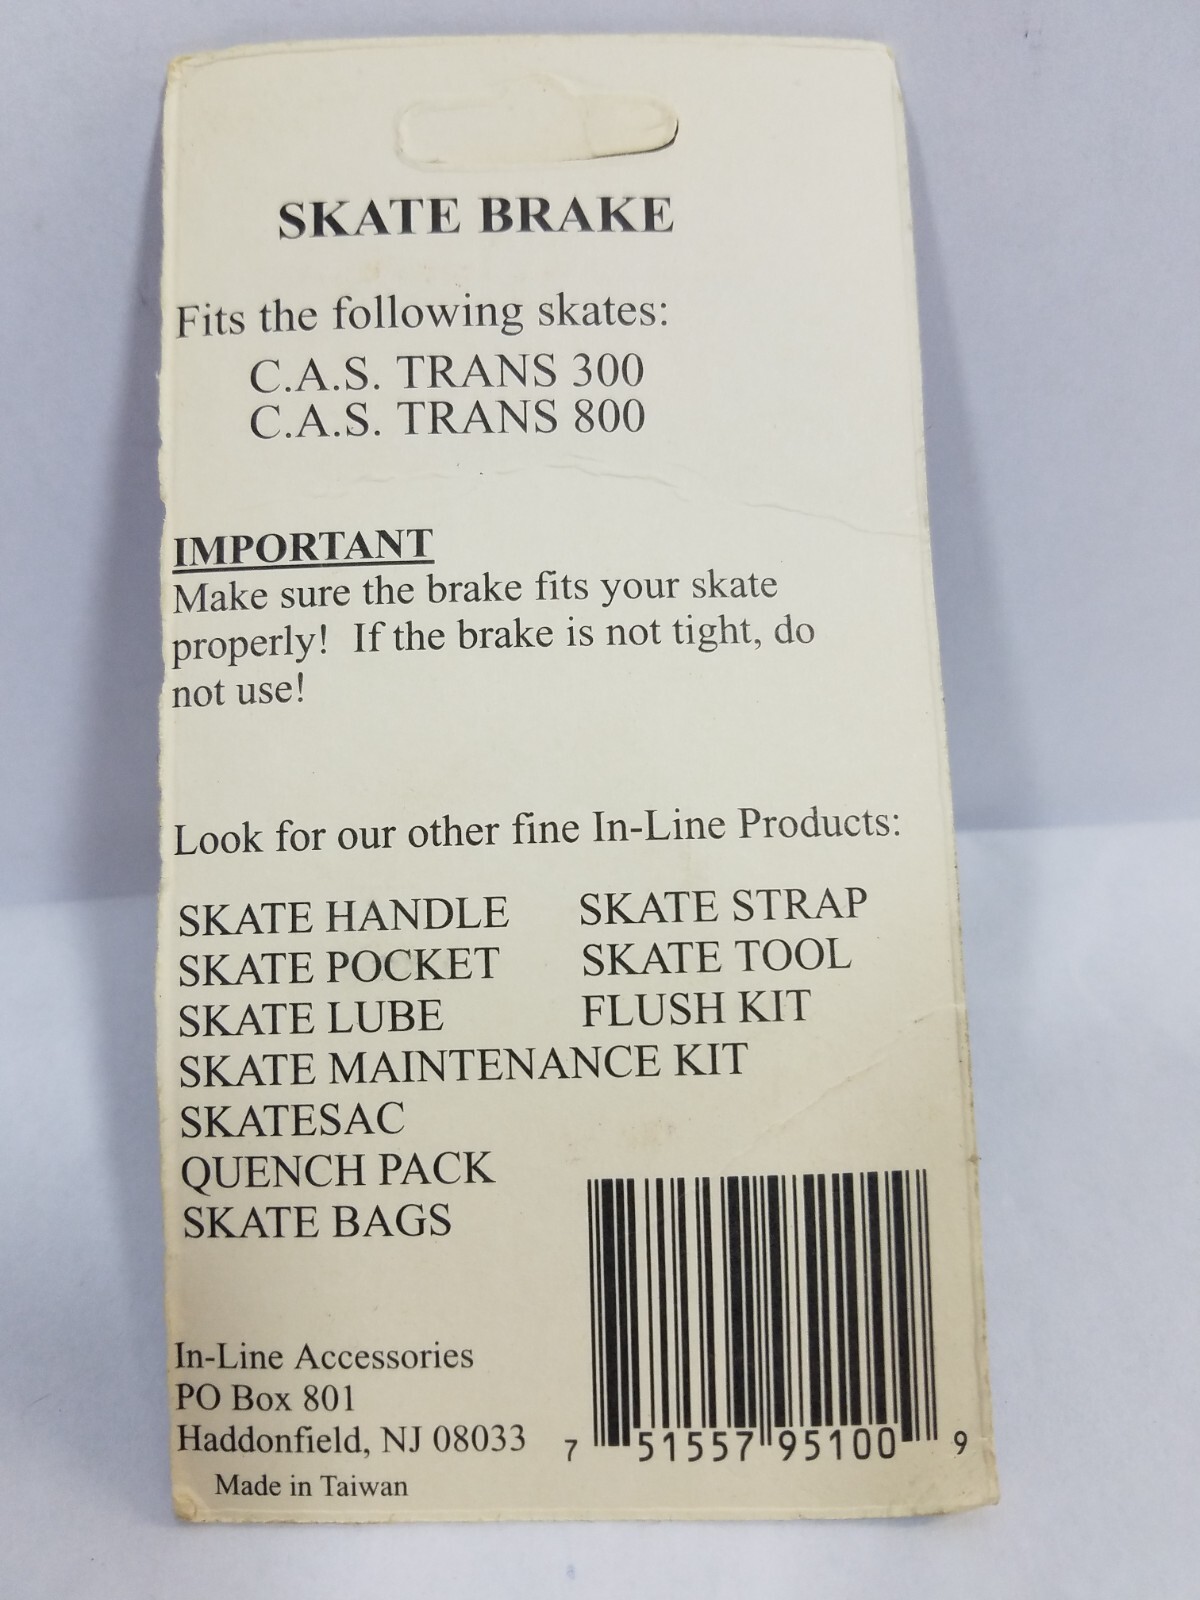 SKATE BRAKE
Fits the following skates:
C.A.S. TRANS 300
C.A.S. TRANS 800
IMPORTANT
Make sure the brake fits your skate
properly! If the brake is not tight, do
not use!
Look for our other fine In-Line Products:
SKATE HANDLE SKATE STRAP
SKATE POCKET SKATE TOOL
SKATE LUBE FLUSH KIT
SKATE MAINTENANCE KIT
SKATESAC
QUENCH PACK
SKATE BAGS
In-Line Accessories
PO Box 801
Haddonfield, NJ 08033
Made in Taiwan
7 51557 95100 9